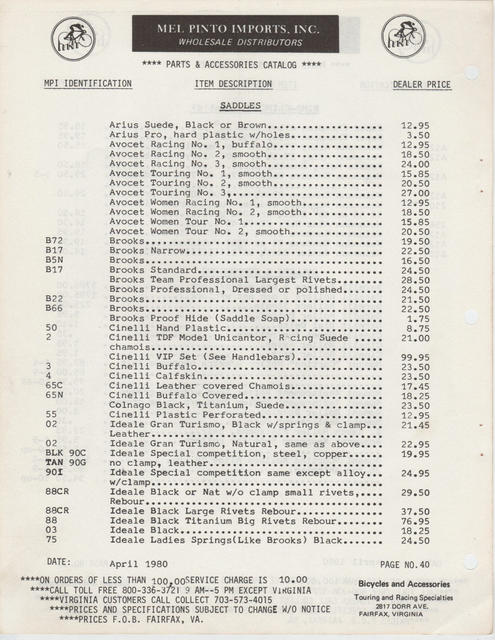 MEL PINTO IMPORTS, INC.
WHOLESALE DISTRIBUTORS
**** PARTS & ACCESSORIES CATALOG ****
MPI IDENTIFICATION ITEM DESCRIPTION DEALER PRICE
SADDLES
Arius Suede, Black or Brown..................... 12.95
Arius Pro, hard plastic w/holes................. 3.50
Avocet Racing No. 1, buffalo.................... 12.95
Avocet Racing No. 2, smooth..................... 18.50
Avocet Racing No. 3, smooth..................... 24.00
Avocet Touring No. 1, smooth.................... 15.85
Avocet Touring No. 2, smooth.................... 20.50
Avocet Touring No. 3,........................... 27.00
Avocet Women Racing No. 1, smooth............... 12.95
Avocet Women Racing No. 2, smooth............... 18.50
Avocet Women Tour No. 1......................... 15.85
Avocet Women Tour No. 2, smooth................. 20.50
B72 Brooks.......................................... 19.50
B17 Brooks Narrow................................... 22.50
B5N Brooks.......................................... 16.50
B17 Brooks Standard................................. 24.50
Brooks Team Professional Largest Rivets......... 28.50
Brooks Professional, Dressed or polished........ 24.50
B22 Brooks.......................................... 21.50
B66 Brooks.......................................... 22.50
Brooks Proof Hide (Saddle Soap)................. 1.75
50 Cinelli Hand Plastic............................ 8.75
2 Cinelli TDF Model Unicantor, Racing Suede ..... 21.00
chamois.........................................
Cinelli VIP Set (See Handlebars)................ 99.95
3 Cinelli Buffalo................................. 23.50
4 Cinelli Calfskin................................ 23.50
65C Cinelli Leather covered Chamois................. 17.45
65N Cinelli Buffalo Covered......................... 18.25
Colnago Black, Titanium, Suede.................. 23.50
55 Cinelli Plastic Perforated...................... 12.95
02 Ideale Gran Turismo, Black w/springs & clamp.... 21.45
Leather.........................................
02 Ideale Gran Turismo, Natural, same as above..... 22.95
BLK 90C Ideale Special competition, steel, copper....... 19.95
TAN 90G no clamp, leather...............................
90I Ideale Special competition same except alloy... 24.95
w/clamp.........................................
88CR Ideale Black or Nat w/o clamp small rivets,.... 29.50
Rebour..........................................
88CR Ideale Black Large Rivets Rebour................ 37.50
88 Ideale Black Titanium Big Rivets Rebour......... 76.95
03 Ideale Black.................................... 18.25
75 Ideale Ladies Springs(Like Brooks) Black........ 24.50
DATE: April 1980 PAGE NO.40
****ON ORDERS OF LESS THAN 100.00 SERVICE CHARGE IS 10.00
****CALL TOLL FREE 800-336-3721 9 AM--5 PM EXCEPT VIRGINIA
****VIRGINIA CUSTOMERS CALL COLLECT 703-573-4015
****PRICES AND SPECIFICATIONS SUBJECT TO CHANGE W/O NOTICE
****PRICES F.O.B. FAIRFAX, VA.
Bicycles and Accessories
Touring and Racing Specialties
2817 DORR AVE.
FAIRFAX, VIRGINIA